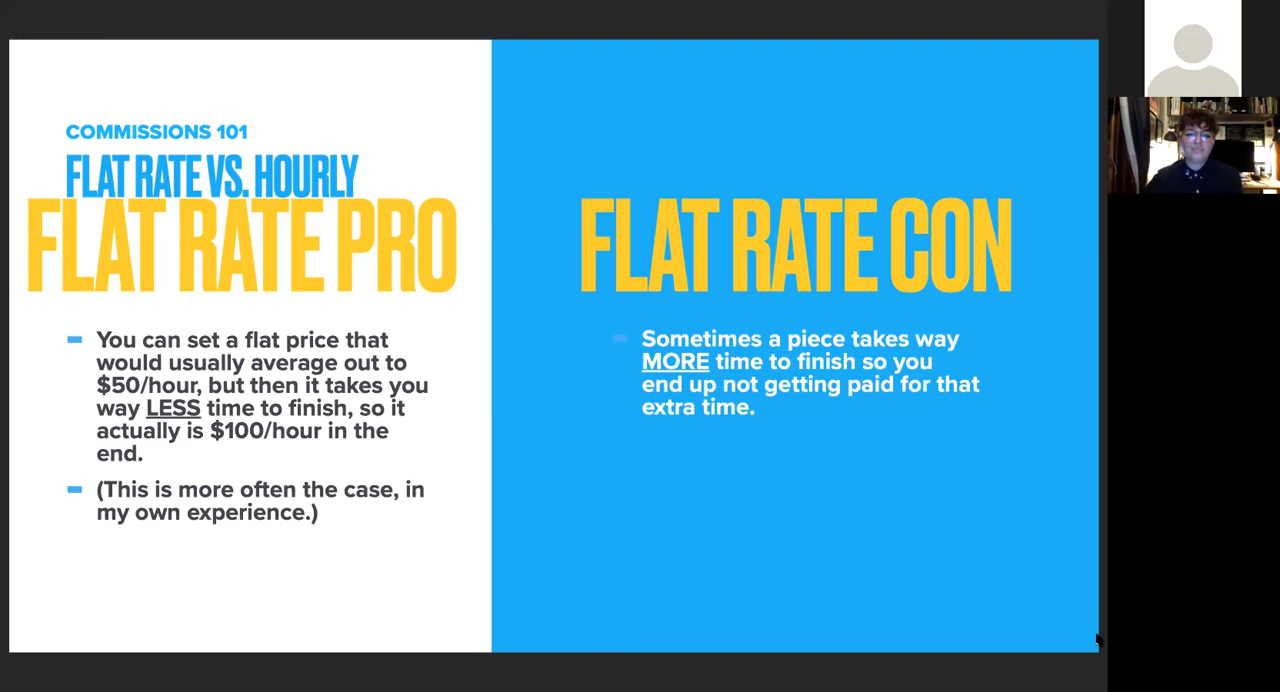 COMMISSIONS 101
FLAT RATE VS. HOURLY
FLAT RATE PRO
You can set a flat price that
would usually average out to
$50/hour, but then it takes you
way LESS time to finish, so it
actually is $100/hour in the
end.
(This is more often the case, in
my own experience.)
FLAT RATE CON
Sometimes a piece takes way
MORE time to finish so you
end up not getting paid for that
extra time.